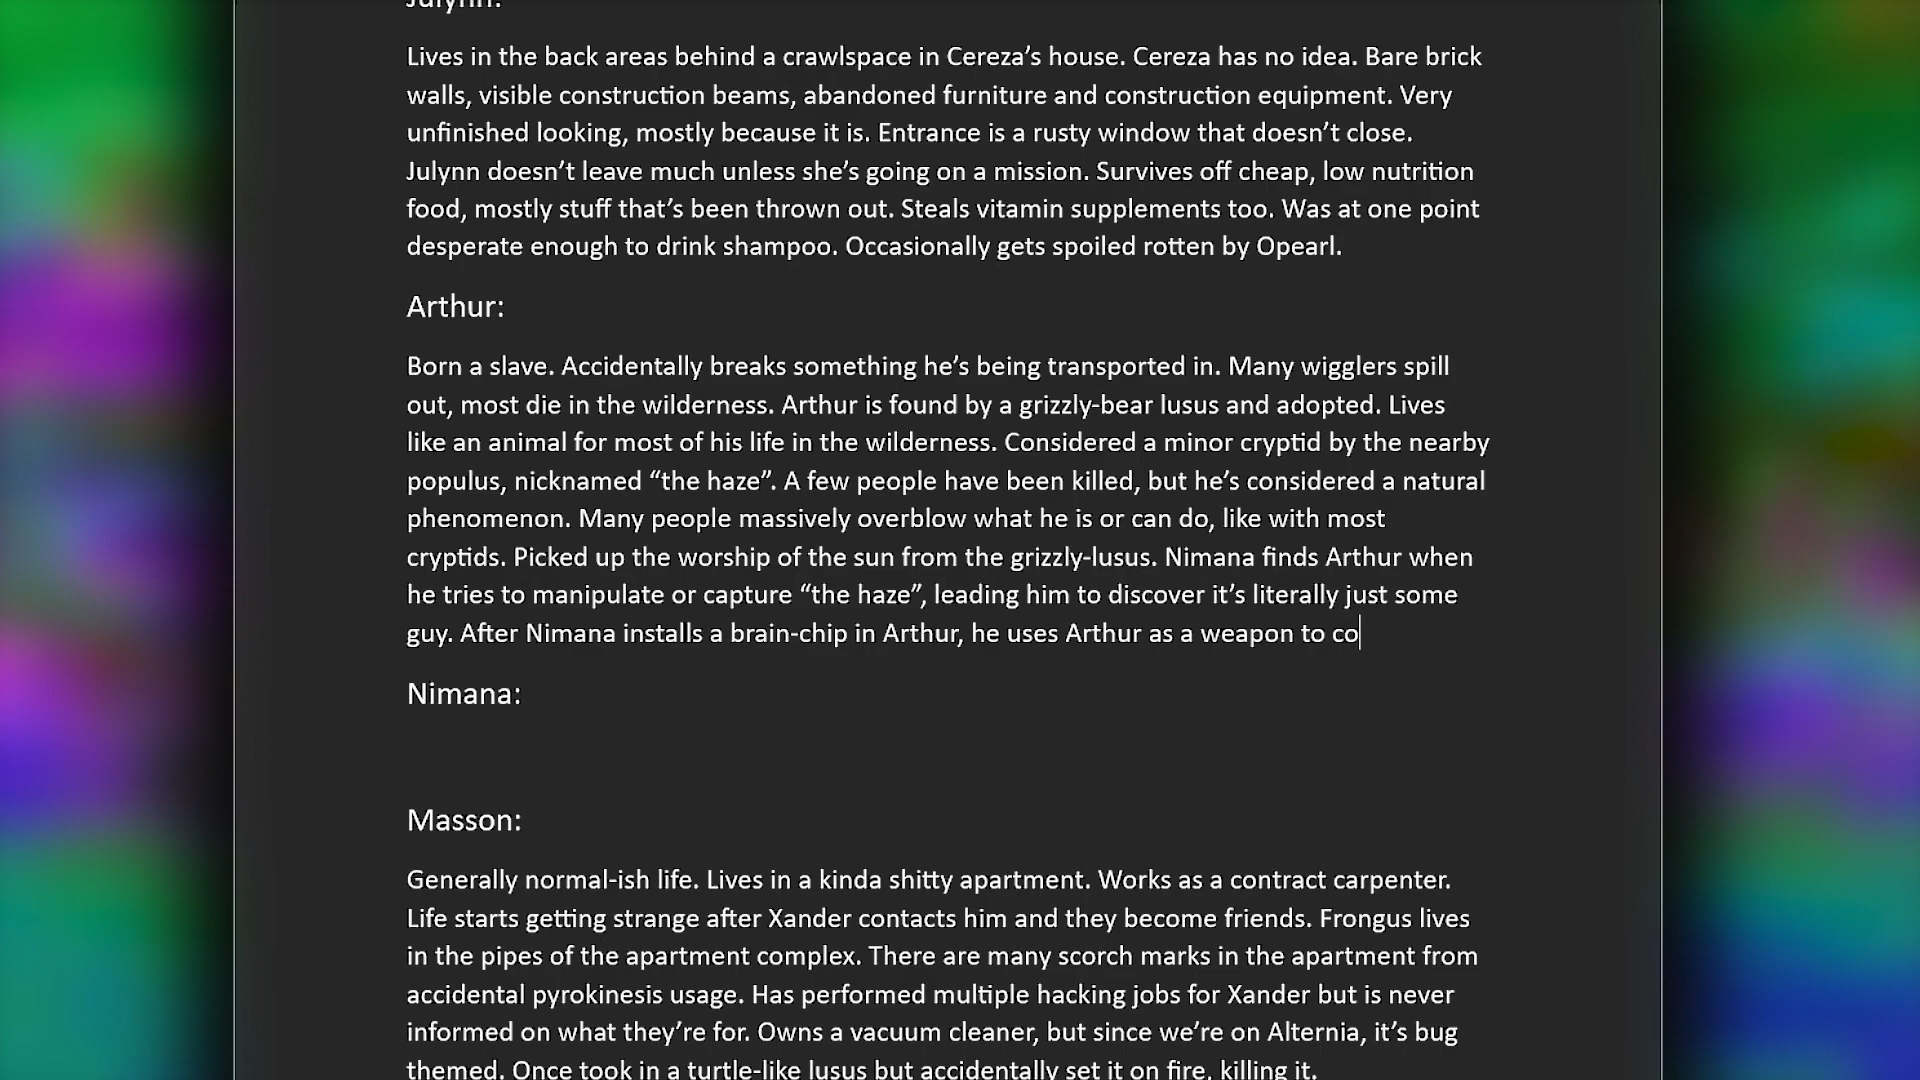 Julynn:
Lives in the back areas behind a crawlspace in Cereza’s house. Cereza has no idea. Bare brick
walls, visible construction beams, abandoned furniture and construction equipment. Very
unfinished looking, mostly because it is. Entrance is a rusty window that doesn’t close.
Julynn doesn’t leave much unless she’s going on a mission. Survives off cheap, low nutrition
food, mostly stuff that’s been thrown out. Steals vitamin supplements too. Was at one point
desperate enough to drink shampoo. Occasionally gets spoiled rotten by Opearl.
Arthur:
Born a slave. Accidentally breaks something he’s being transported in. Many wigglers spill
out, most die in the wilderness. Arthur is found by a grizzly-bear lusus and adopted. Lives
like an animal for most of his life in the wilderness. Considered a minor cryptid by the nearby
populus, nicknamed “the haze”. A few people have been killed, but he’s considered a natural
phenomenon. Many people massively overblow what he is or can do, like with most
cryptids. Picked up the worship of the sun from the grizzly-lusus. Nimana finds Arthur when
he tries to manipulate or capture “the haze”, leading him to discover it’s literally just some
guy. After Nimana installs a brain-chip in Arthur, he uses Arthur as a weapon to co
Nimana:
Masson:
Generally normal-ish life. Lives in a kinda shitty apartment. Works as a contract carpenter.
Life starts getting strange after Xander contacts him and they become friends. Frongus lives
in the pipes of the apartment complex. There are many scorch marks in the apartment from
accidental pyrokinesis usage. Has performed multiple hacking jobs for Xander but is never
informed on what they’re for. Owns a vacuum cleaner, but since we’re on Alternia, it’s bug
themed. Once took in a turtle-like lusus but accidentally set it on fire, killing it.